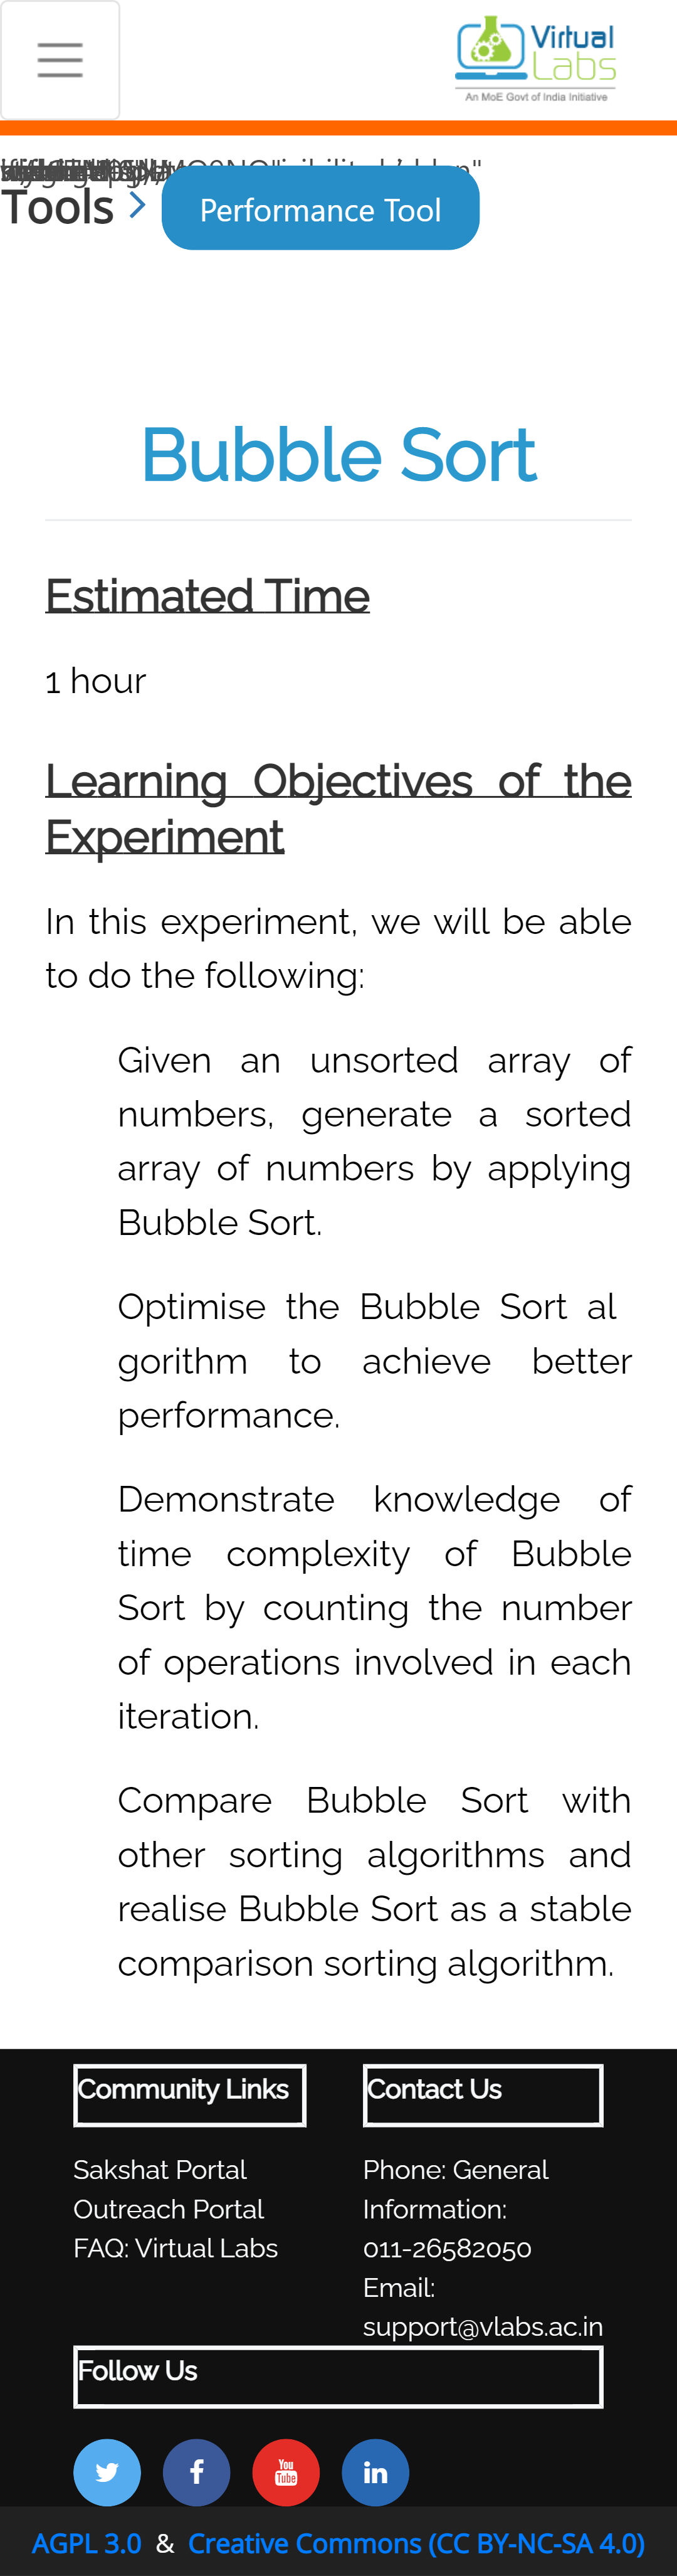 Virtual
Labs
An MoE Govt of India Initiative
Tools
Performance Tool
Bubble Sort
Estimated Time
1 hour
Learning Objectives of the
Experiment
In this experiment, we will be able
to do the following:
Given an unsorted array of
numbers, generate a sorted
array of numbers by applying
Bubble Sort.
Optimise the Bubble Sort al
gorithm to achieve better
performance.
Demonstrate knowledge of
time complexity of Bubble
Sort by counting the number
of operations involved in each
iteration.
Compare Bubble Sort with
other sorting algorithms and
realise Bubble Sort as a stable
comparison sorting algorithm.
Community Links
Sakshat Portal
Outreach Portal
FAQ: Virtual Labs
Contact Us
Phone: General
Information:
011-26582050
Email:
support@vlabs.ac.in
Follow Us
You Tube
AGPL 3.0 & Creative Commons (CC BY-NC-SA 4.0)